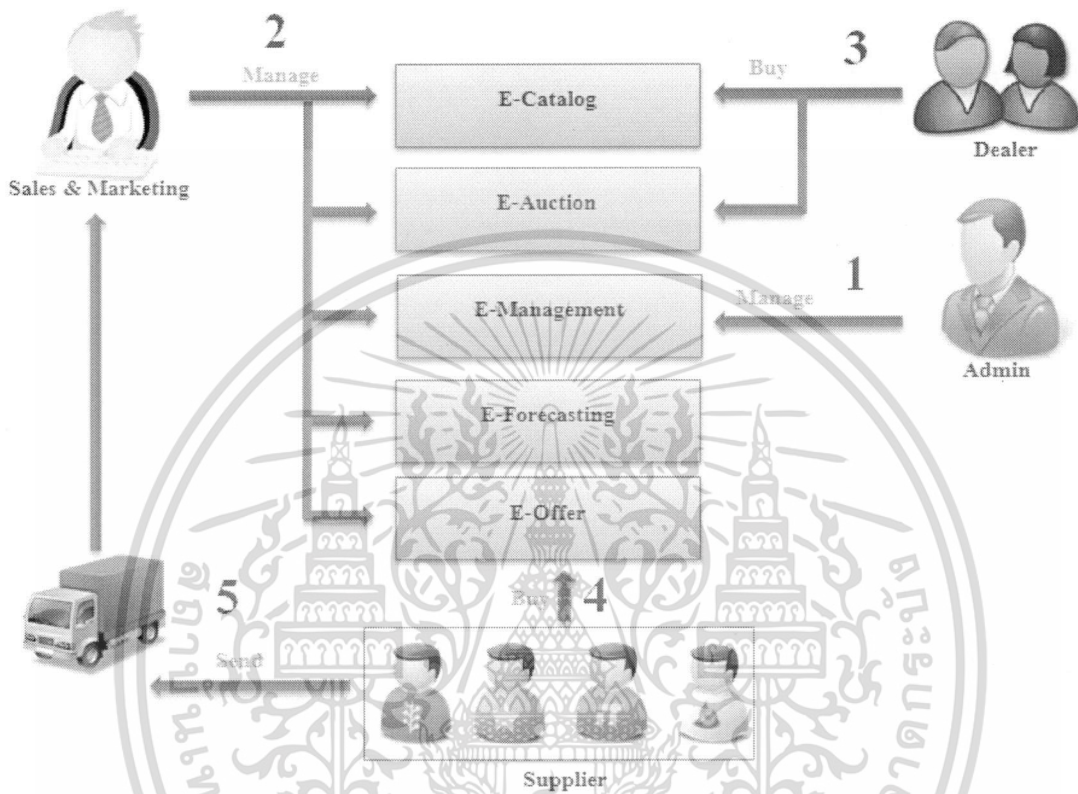 2
3
Manage
Buy
E-Catalog
Dealer
Sales & Marketing
E-Auction
1
E-Management
Manage
Admin
E-Forecasting
E-Offer
5
Buy
4
Send
Supplier